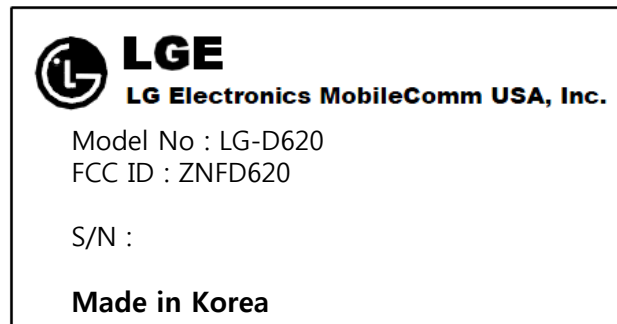 LGE
LG Electronics MobileComm USA, Inc.
Model No : LG-D620
FCC ID : ZNFD620
S/N :
Made in Korea